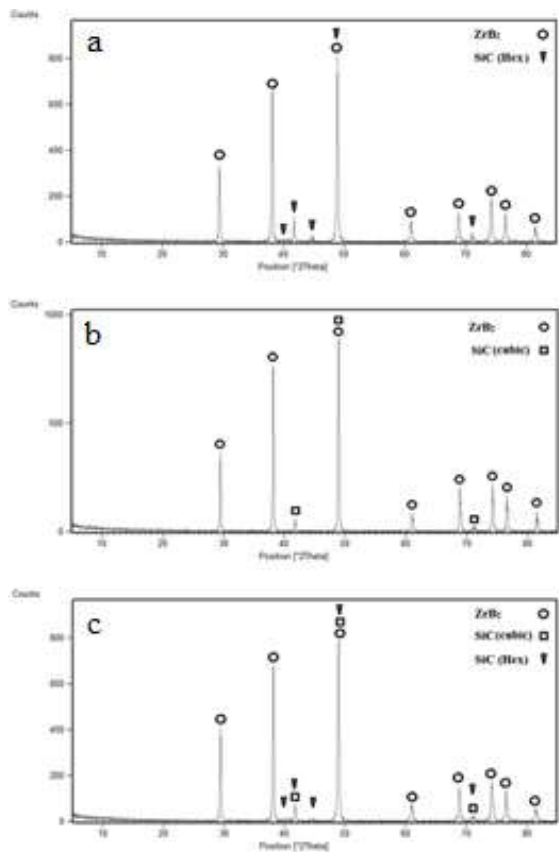 Counts
a
ZrB₂
SiC (Hex)
800
600
400
200
0
10 20 30 40 50 60 70 80
Position [°2Theta]
Counts
b
ZrB₂
SiC (cubic)
1000
500
0
10 20 30 40 50 60 70 80
Position [°2Theta]
Counts
c
ZrB₂
SiC (cubic)
SiC (Hex)
800
600
400
200
0
10 20 30 40 50 60 70 80
Position [°2Theta]